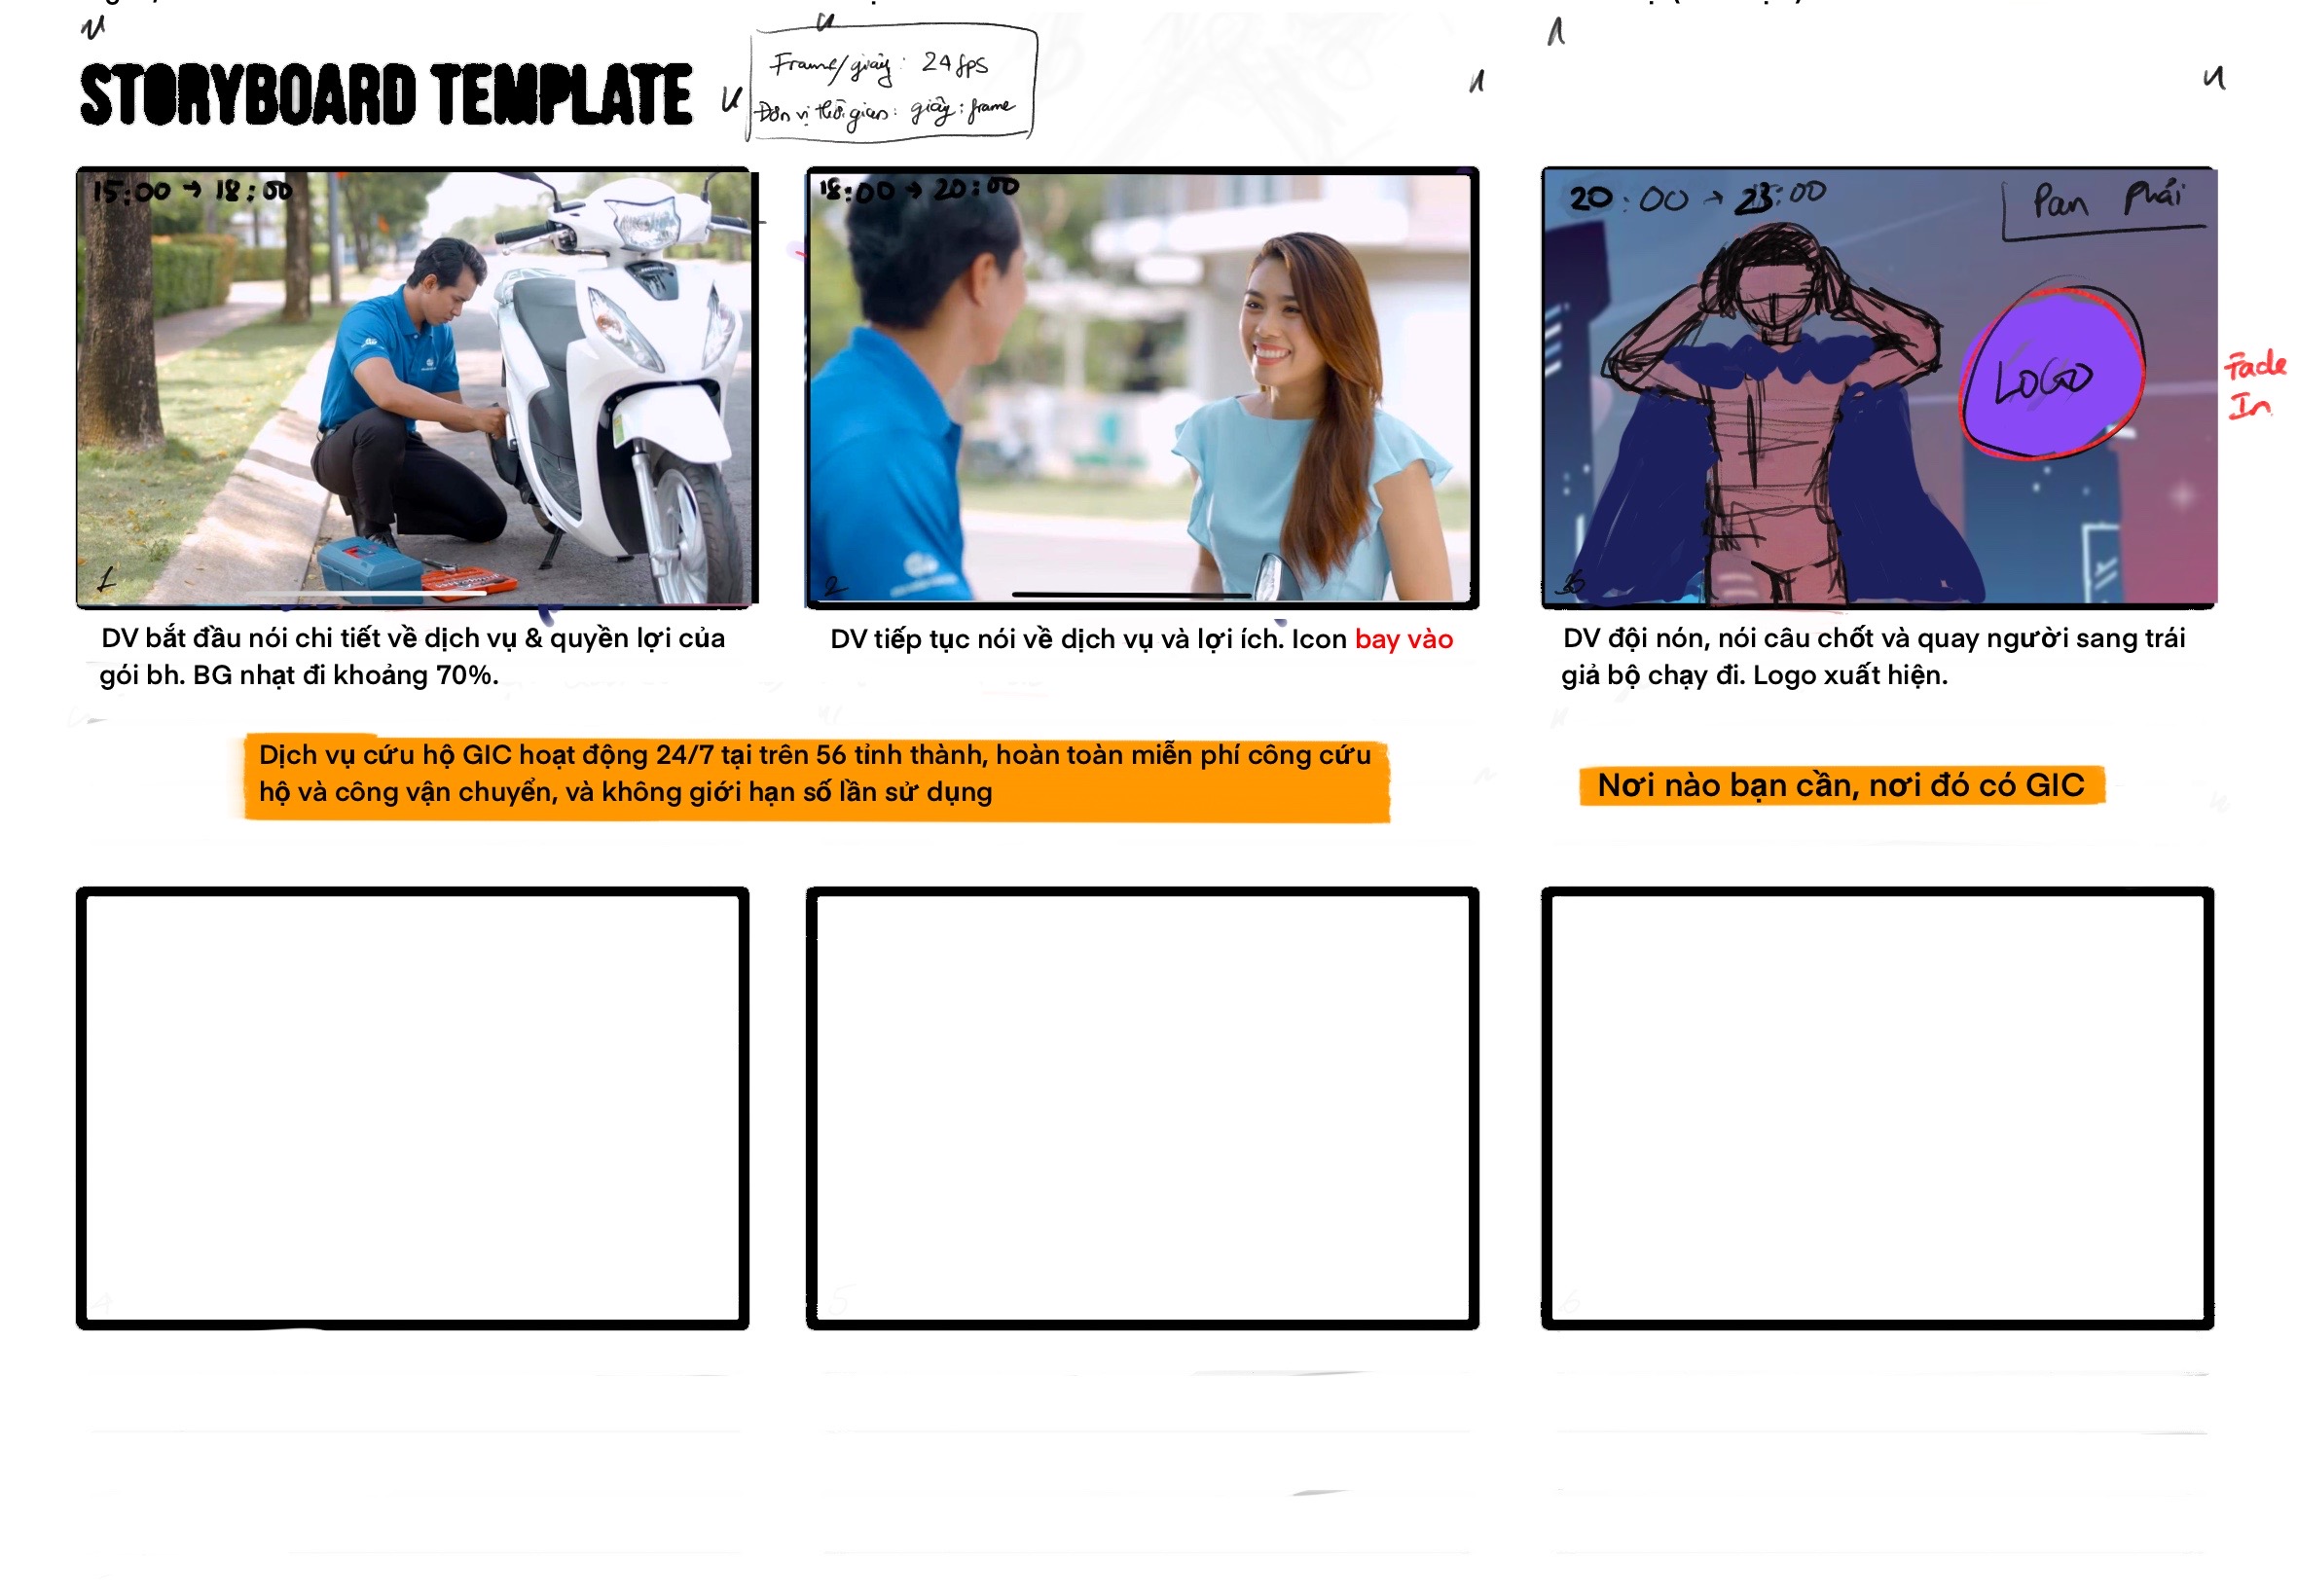 STORYBOARD TEMPLATE
Frame/giây: 24 fps
Đơn vị thời gian: giây: frame
15:00 → 18:00
18:00 → 20:00
20:00 → 23:00
Pan Phải
LOGO
Fade
In
1
2
DV bắt đầu nói chi tiết về dịch vụ & quyền lợi của
gói bh. BG nhạt đi khoảng 70%.
DV tiếp tục nói về dịch vụ và lợi ích. Icon bay vào
DV đội nón, nói câu chốt và quay người sang trái
giả bộ chạy đi. Logo xuất hiện.
Dịch vụ cứu hộ GIC hoạt động 24/7 tại trên 56 tỉnh thành, hoàn toàn miễn phí công cứu
hộ và công vận chuyển, và không giới hạn số lần sử dụng
Nơi nào bạn cần, nơi đó có GIC
4
5
6